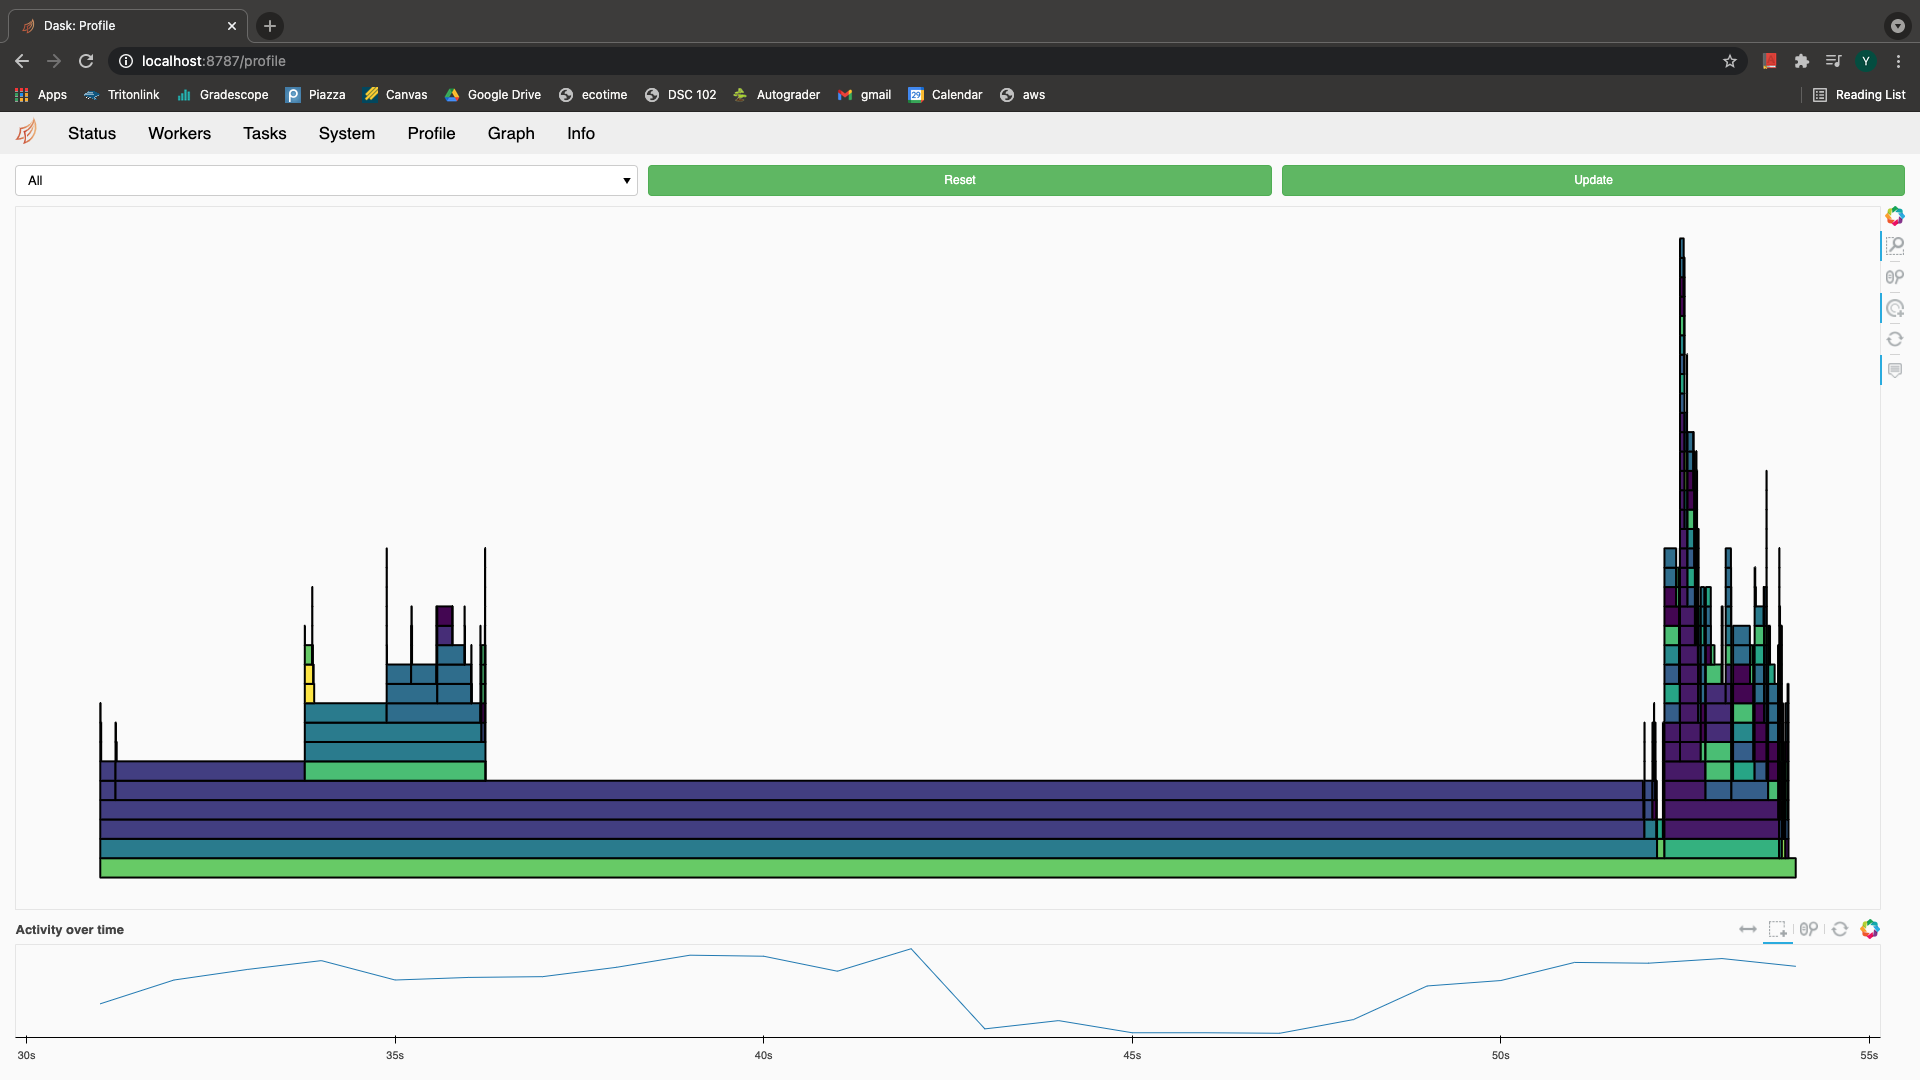 Dask: Profile
localhost:8787/profile
Y
Apps Tritonlink Gradescope Piazza Canvas Google Drive ecotime DSC 102 Autograder gmail Calendar aws Reading List
Status Workers Tasks System Profile Graph Info
All Reset Update
Activity over time
30s 35s 40s 45s 50s 55s